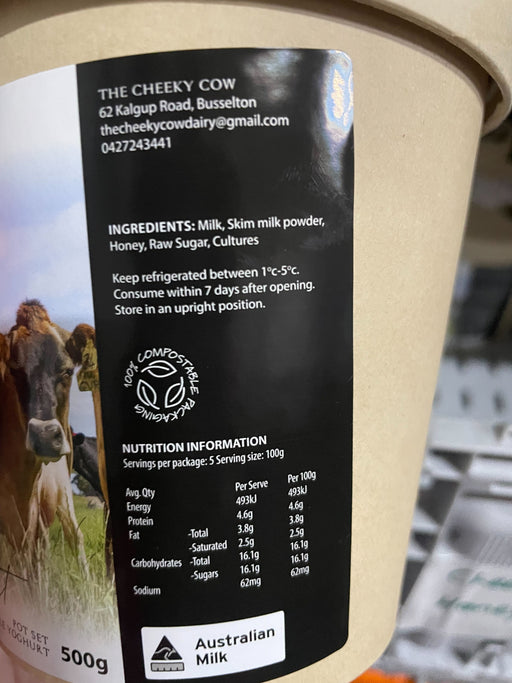 THE CHEEKY COW
62 Kalgup Road, Busselton
thecheekycowdairy@gmail.com
0427243441
INGREDIENTS: Milk, Skim milk powder,
Honey, Raw Sugar, Cultures
Keep refrigerated between 1°c-5°c.
Consume within 7 days after opening.
Store in an upright position.
100% COMPOSTABLE PACKAGING
NUTRITION INFORMATION
Servings per package: 5 Serving size: 100g
Avg. Qty Per Serve Per 100g
Energy 493kJ 493kJ
Protein 4.6g 4.6g
Fat -Total 3.8g 3.8g
-Saturated 2.5g 2.5g
Carbohydrates -Total 16.1g 16.1g
-Sugars 16.1g 16.1g
Sodium 62mg 62mg
POT SET
YOGHURT
500g
Australian
Milk